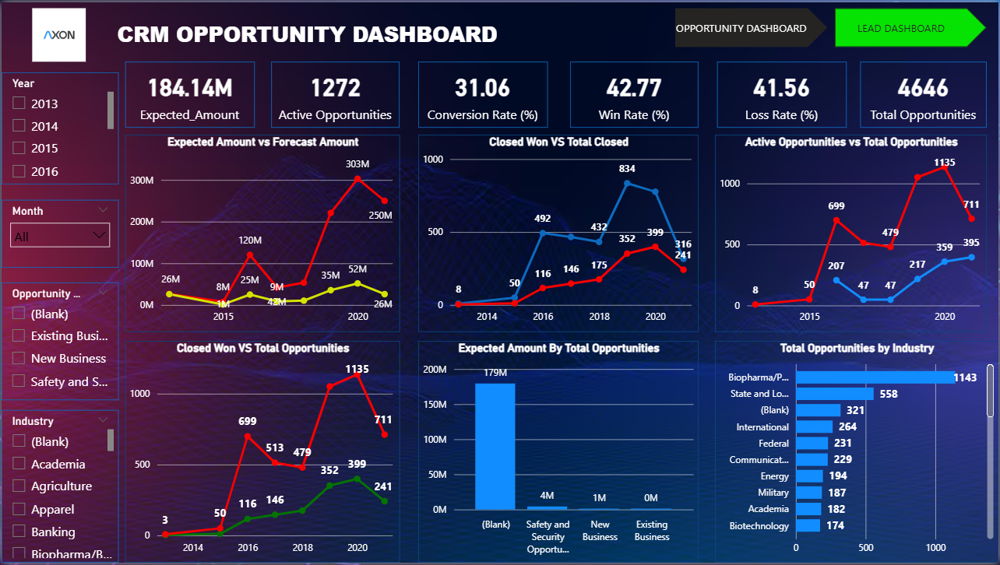 AXON
CRM OPPORTUNITY DASHBOARD
OPPORTUNITY DASHBOARD
LEAD DASHBOARD
Year
2013
2014
2015
2016
Month
All
Opportunity ...
(Blank)
Existing Busi...
New Business
Safety and S...
Industry
(Blank)
Academia
Agriculture
Apparel
Banking
Biopharma/B...
184.14M
Expected_Amount
1272
Active Opportunities
31.06
Conversion Rate (%)
42.77
Win Rate (%)
41.56
Loss Rate (%)
4646
Total Opportunities
Expected Amount vs Forecast Amount
300M
200M
100M
0M
26M
8M
1M
120M
25M
9M
42M
35M
303M
52M
250M
26M
2015
2020
Closed Won VS Total Closed
1000
500
0
8
50
492
116
146
432
175
834
352
399
316
241
2014
2016
2018
2020
Active Opportunities vs Total Opportunities
1000
500
0
8
50
699
207
47
479
47
217
1135
359
711
395
2015
2020
Closed Won VS Total Opportunities
1000
500
0
3
50
699
116
513
146
479
352
1135
399
711
241
2014
2016
2018
2020
Expected Amount By Total Opportunities
200M
150M
100M
50M
0M
179M
4M
1M
0M
(Blank)
Safety and
Security
Opportu...
New
Business
Existing
Business
Total Opportunities by Industry
Biopharma/P... 1143
State and Lo... 558
(Blank) 321
International 264
Federal 231
Communicat... 229
Energy 194
Military 187
Academia 182
Biotechnology 174
0 500 1000